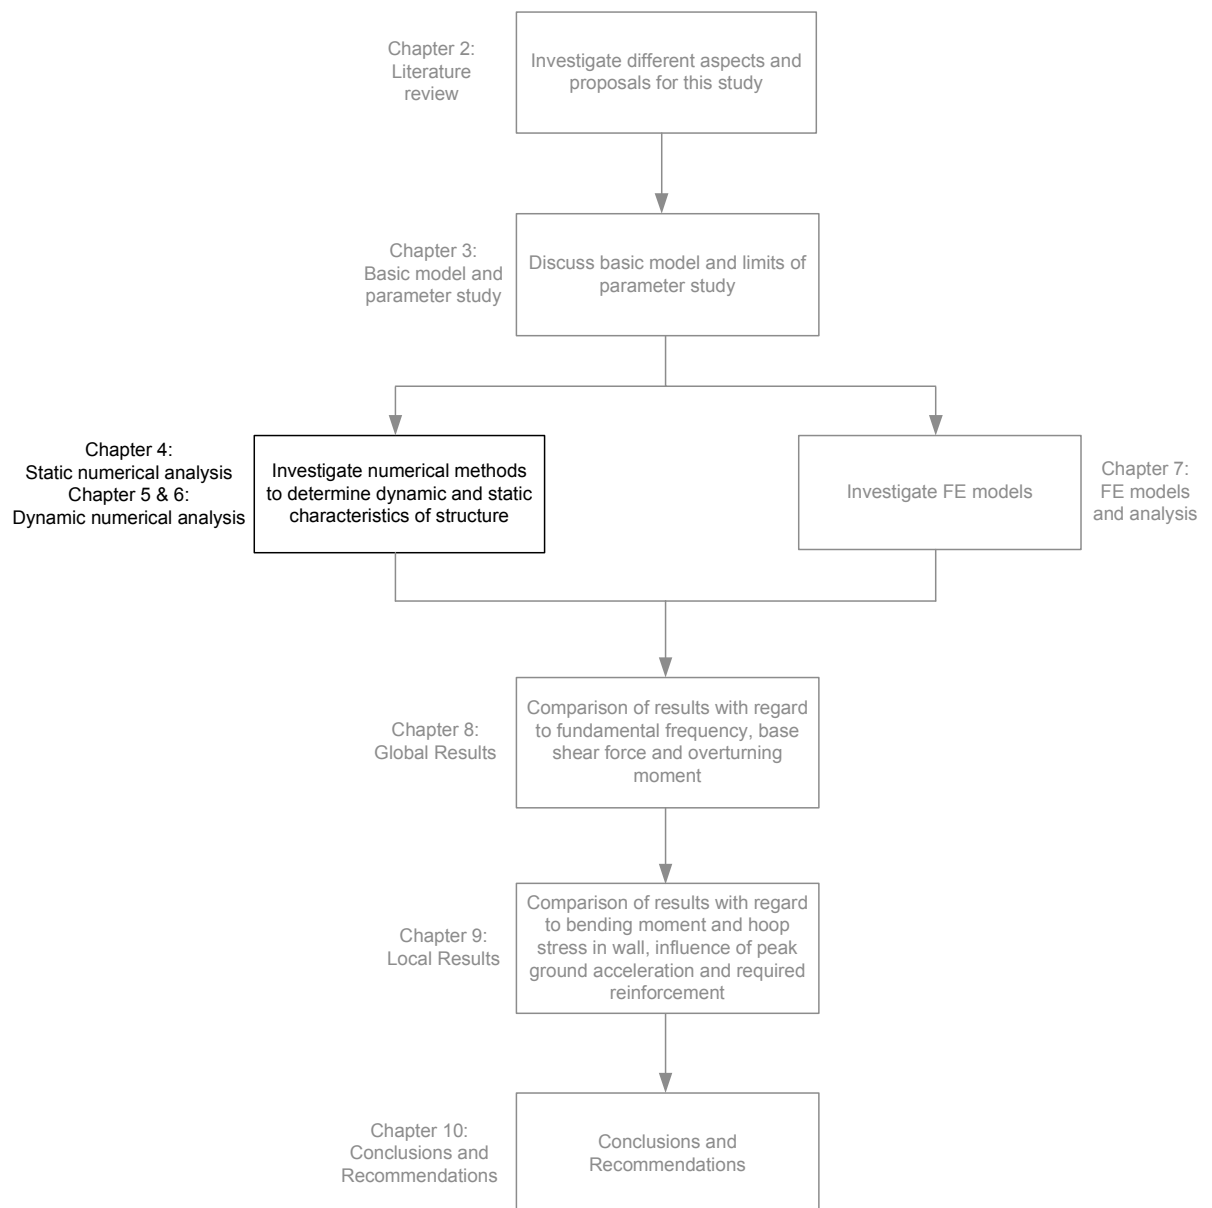 Chapter 2:
Literature
review
Investigate different aspects and
proposals for this study
Chapter 3:
Basic model and
parameter study
Discuss basic model and limits of
parameter study
Chapter 4:
Static numerical analysis
Chapter 5 & 6:
Dynamic numerical analysis
Investigate numerical methods
to determine dynamic and static
characteristics of structure
Investigate FE models
Chapter 7:
FE models
and analysis
Chapter 8:
Global Results
Comparison of results with regard
to fundamental frequency, base
shear force and overturning
moment
Chapter 9:
Local Results
Comparison of results with regard
to bending moment and hoop
stress in wall, influence of peak
ground acceleration and required
reinforcement
Chapter 10:
Conclusions and
Recommendations
Conclusions and
Recommendations